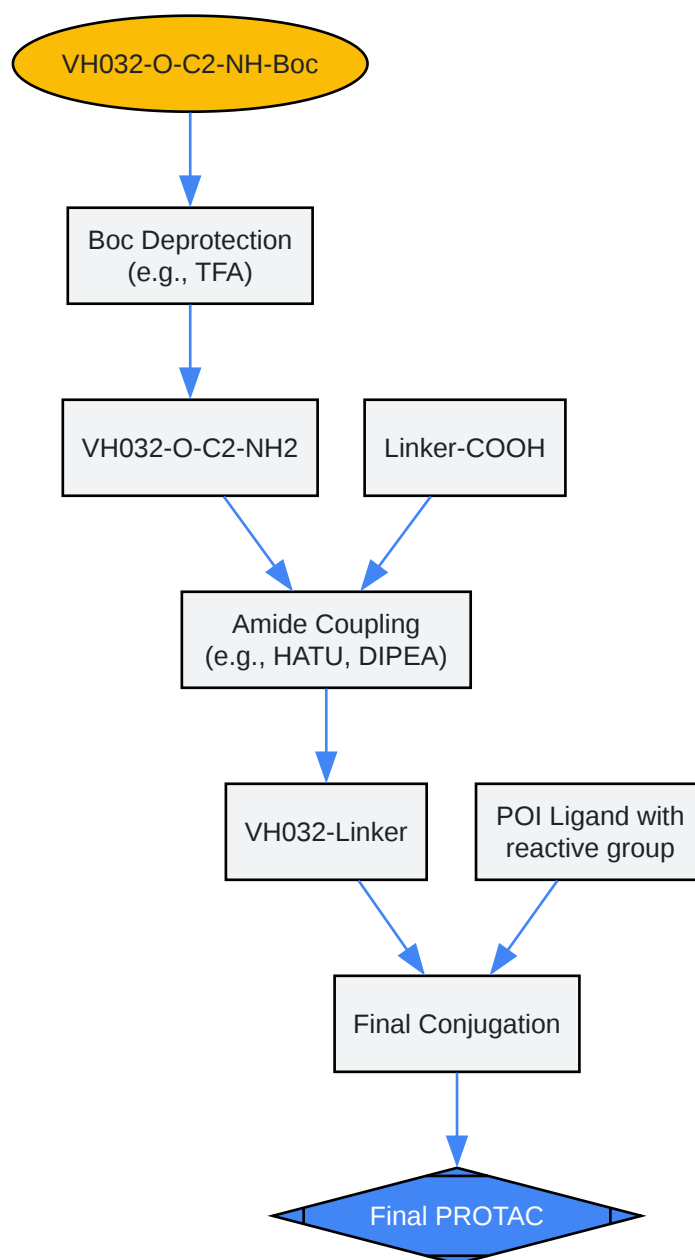 VH032-O-C2-NH-Boc
Boc Deprotection
(e.g., TFA)
VH032-O-C2-NH2
Linker-COOH
Amide Coupling
(e.g., HATU, DIPEA)
VH032-Linker
POI Ligand with
reactive group
Final Conjugation
Final PROTAC